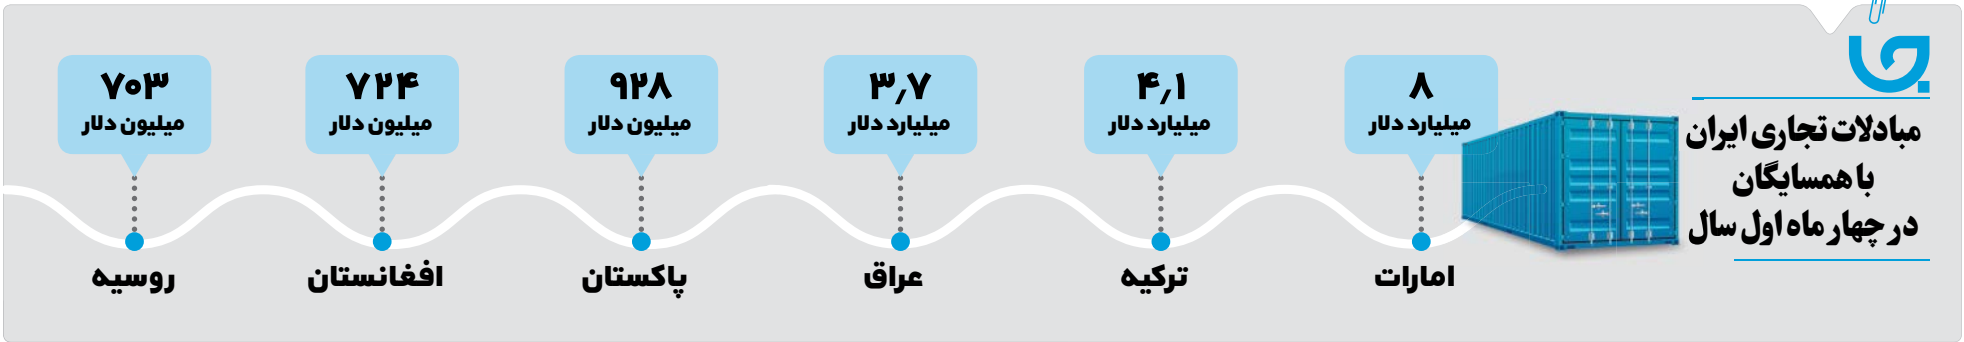 مبادلات تجاری ایران
با همسایگان
در چهار ماه اول سال
۸
میلیارد دلار
امارات
۴٫۱
میلیارد دلار
ترکیه
۳٫۷
میلیارد دلار
عراق
۹۲۸
میلیون دلار
پاکستان
۷۲۴
میلیون دلار
افغانستان
۷۰۳
میلیون دلار
روسیه